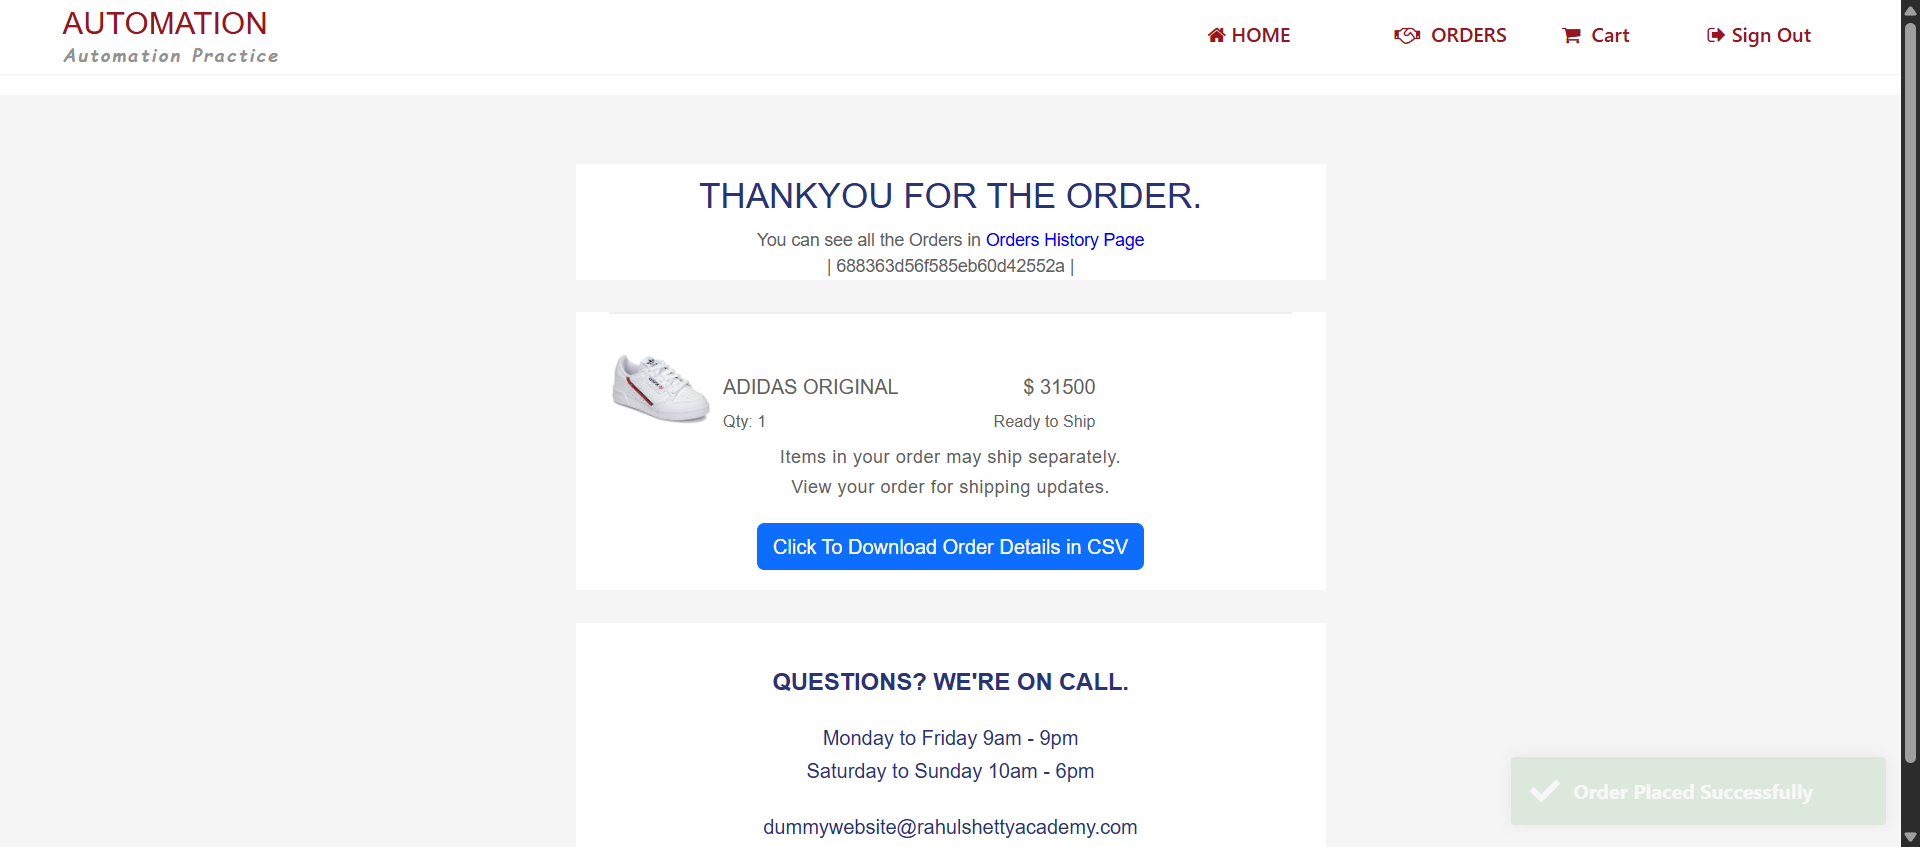 AUTOMATION
Automation Practice
HOME
ORDERS
Cart
Sign Out
THANKYOU FOR THE ORDER.
You can see all the Orders in Orders History Page
| 688363d56f585eb60d42552a |
ADIDAS ORIGINAL
$ 31500
Qty: 1
Ready to Ship
Items in your order may ship separately.
View your order for shipping updates.
Click To Download Order Details in CSV
QUESTIONS? WE'RE ON CALL.
Monday to Friday 9am - 9pm
Saturday to Sunday 10am - 6pm
dummywebsite@rahulshettyacademy.com
Order Placed Successfully